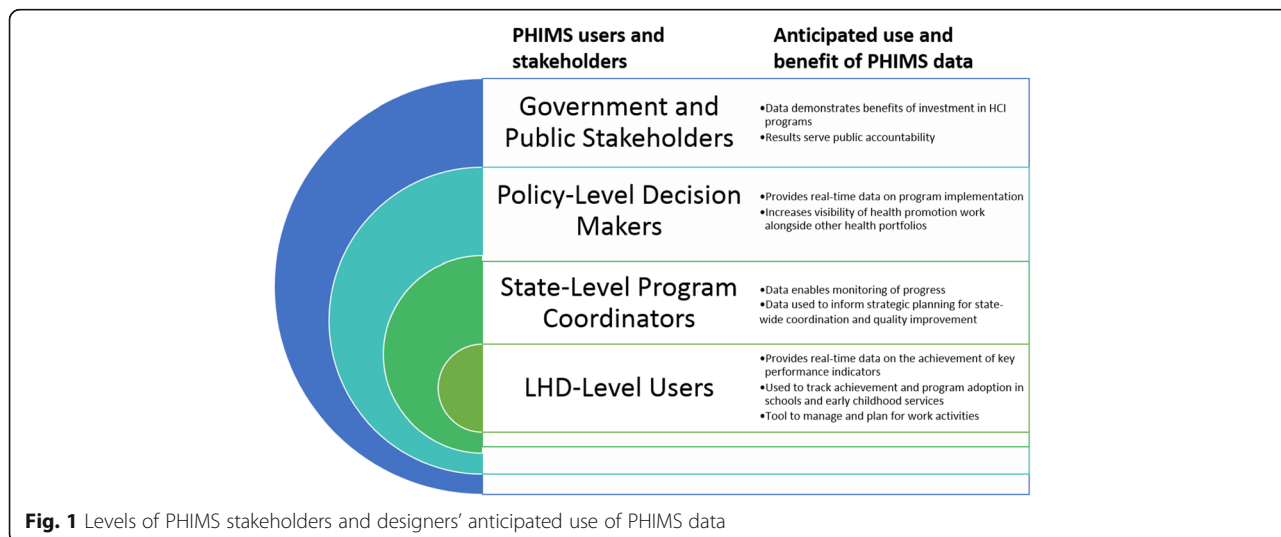 PHIMS users and
stakeholders
Anticipated use and
benefit of PHIMS data
Government and
Public Stakeholders
•Data demonstrates benefits of investment in HCI
programs
•Results serve public accountability
Policy-Level Decision
Makers
•Provides real-time data on program implementation
•Increases visibility of health promotion work
alongside other health portfolios
State-Level Program
Coordinators
•Data enables monitoring of progress
•Data used to inform strategic planning for state-
wide coordination and quality improvement
LHD-Level Users
•Provides real-time data on the achievement of key
performance indicators
•Used to track achievement and program adoption in
schools and early childhood services
•Tool to manage and plan for work activities
Fig. 1 Levels of PHIMS stakeholders and designers’ anticipated use of PHIMS data